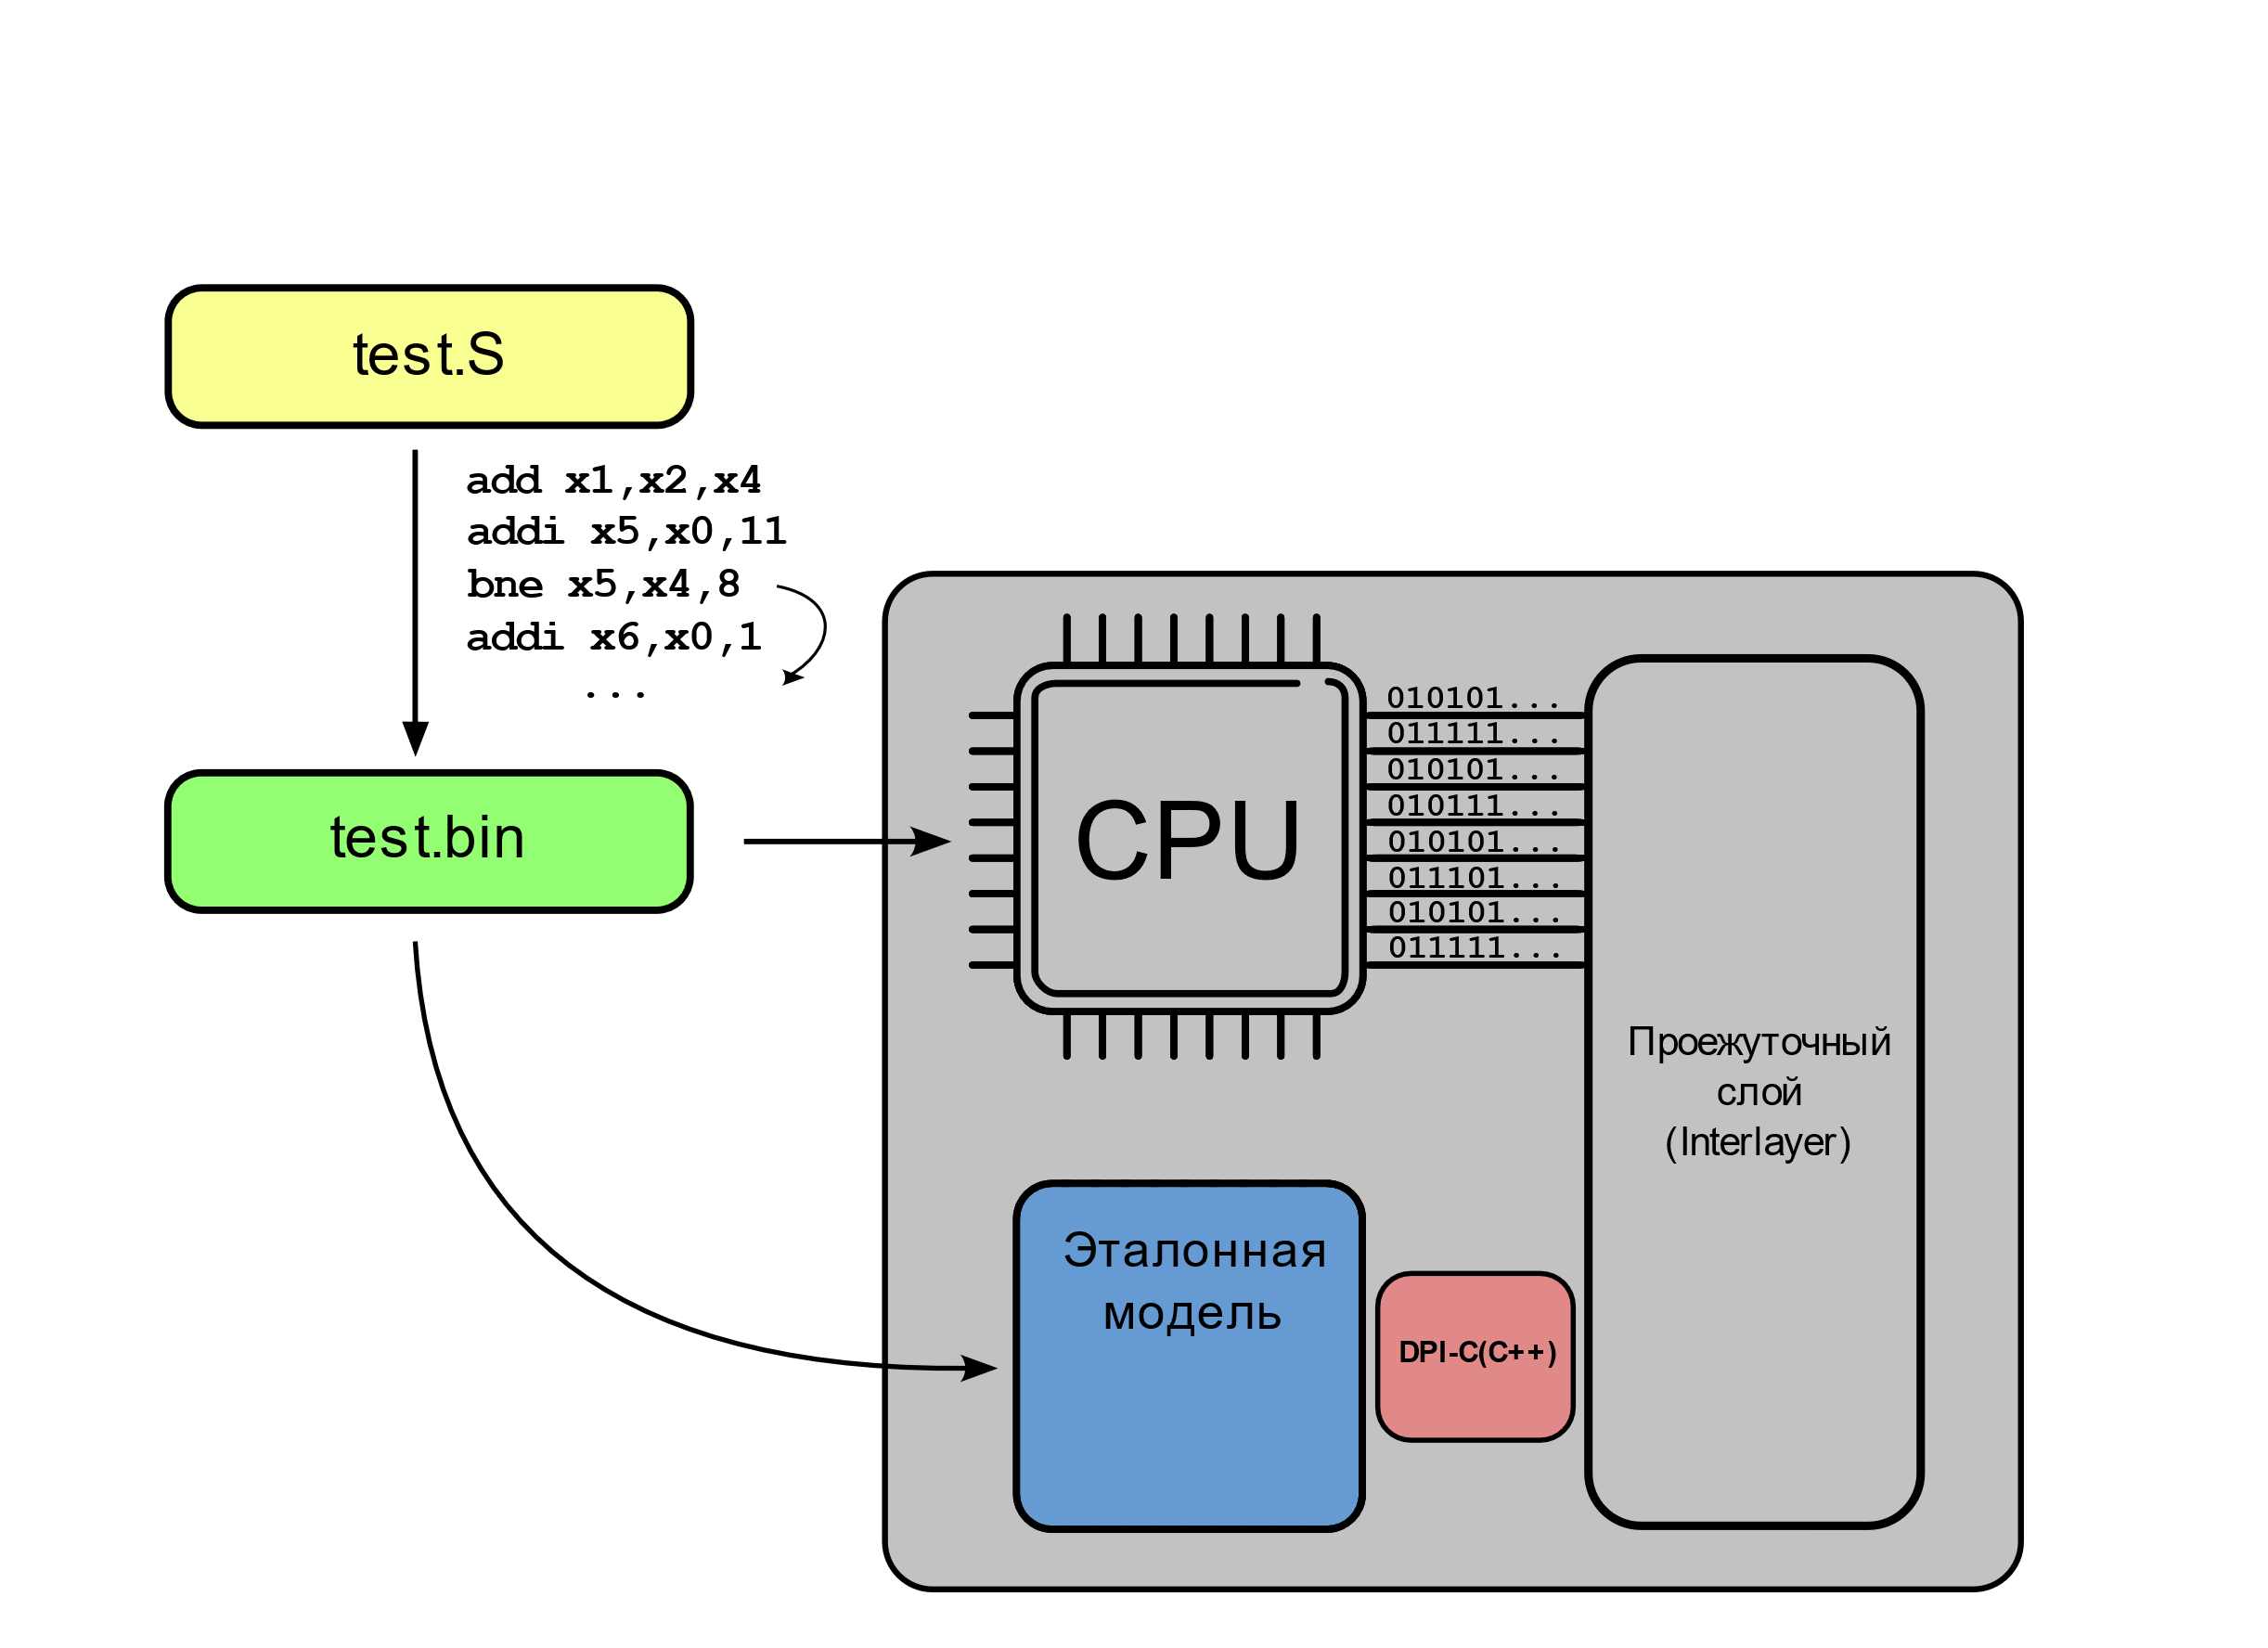 test.S
add x1,x2,x4
addi x5,x0,11
bne x5,x4,8
addi x6,x0,1
...
test.bin
CPU
010101...
011111...
010101...
010111...
010101...
011101...
010101...
011111...
Проежуточный
слой
(Interlayer)
Эталонная
модель
DPI-C(C++)